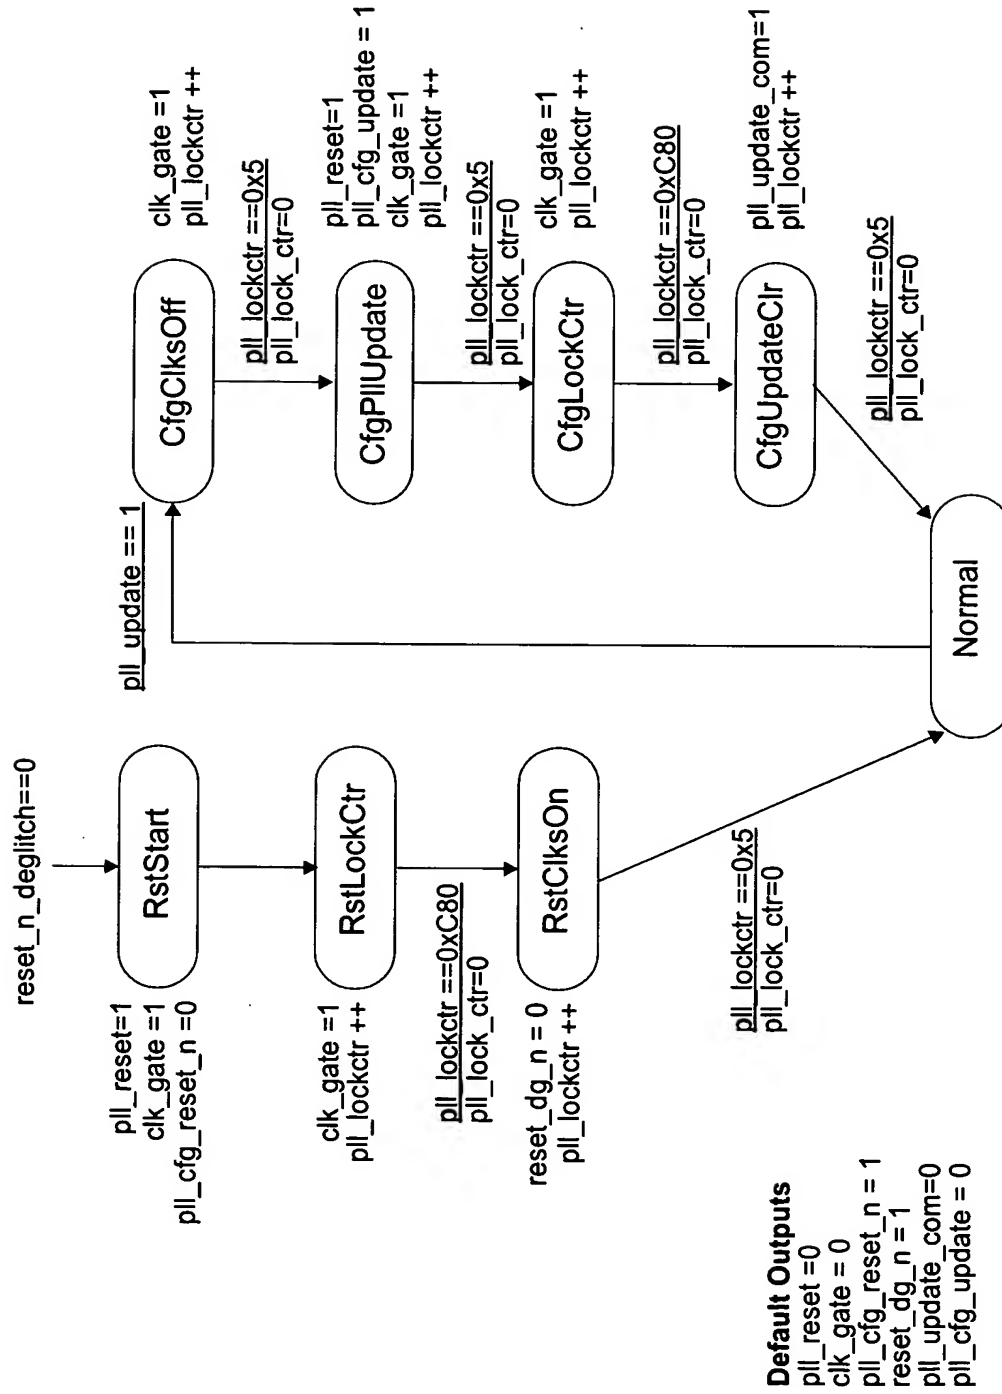 reset_n_deglitch==0
pll_reset=1
clk_gate =1
pll_cfg_reset_n =0
RstStart
clk_gate =1
pll_lockctr ++
RstLockCtr
pll_lockctr ==0xC80
pll_lock_ctr=0
reset_dg_n = 0
pll_lockctr ++
RstClksOn
pll_lockctr ==0x5
pll_lock_ctr=0
Normal
pll_update == 1
CfgClksOff
clk_gate =1
pll_lockctr ++
pll_lockctr ==0x5
pll_lock_ctr=0
CfgPllUpdate
pll_reset=1
pll_cfg_update = 1
clk_gate =1
pll_lockctr ++
pll_lockctr ==0x5
pll_lock_ctr=0
CfgLockCtr
clk_gate =1
pll_lockctr ++
pll_lockctr ==0xC80
pll_lock_ctr=0
CfgUpdateClr
pll_update_com=1
pll_lockctr ++
pll_lockctr ==0x5
pll_lock_ctr=0
Default Outputs
pll_reset =0
clk_gate = 0
pll_cfg_reset_n = 1
reset_dg_n = 1
pll_update_com=0
pll_cfg_update = 0